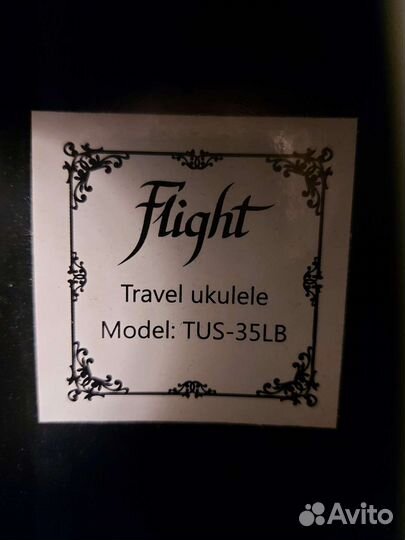 Flight
Travel ukulele
Model: TUS-35LB
Avito